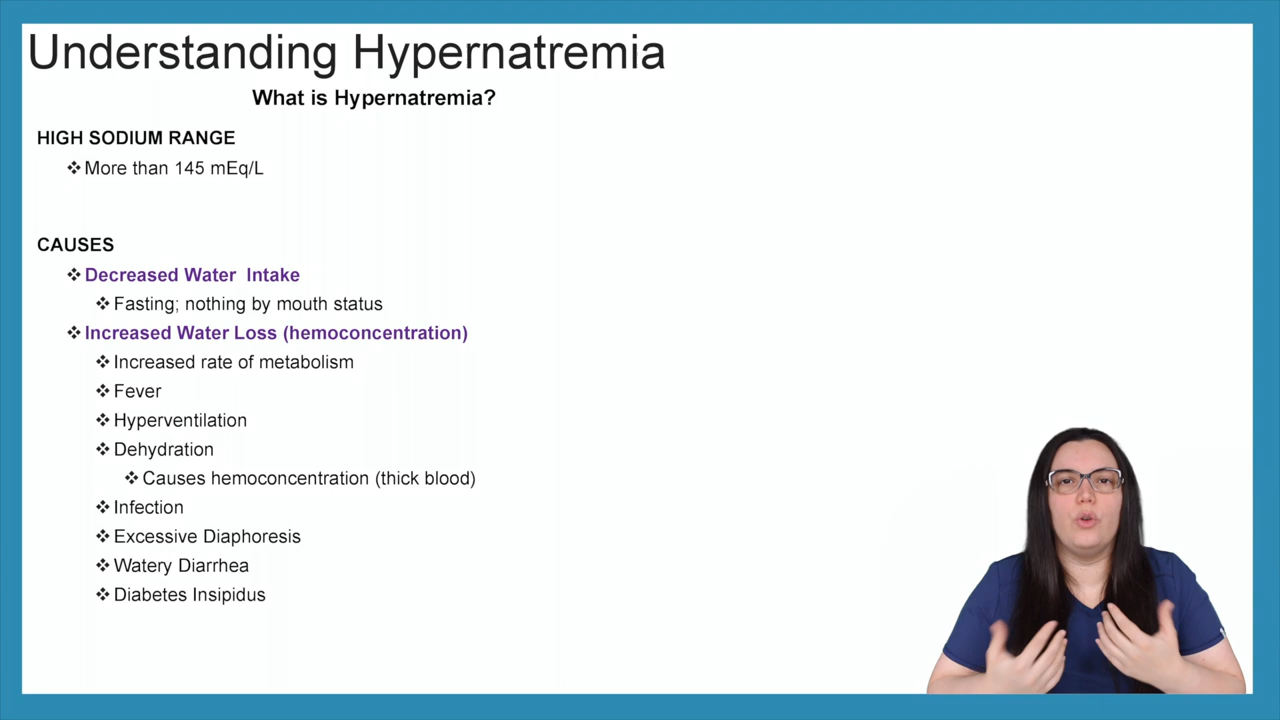 Understanding Hypernatremia
What is Hypernatremia?
HIGH SODIUM RANGE
❖ More than 145 mEq/L
CAUSES
❖ Decreased Water  Intake
❖ Fasting; nothing by mouth status
❖ Increased Water Loss (hemoconcentration)
❖ Increased rate of metabolism
❖ Fever
❖ Hyperventilation
❖ Dehydration
❖ Causes hemoconcentration (thick blood)
❖ Infection
❖ Excessive Diaphoresis
❖ Watery Diarrhea
❖ Diabetes Insipidus